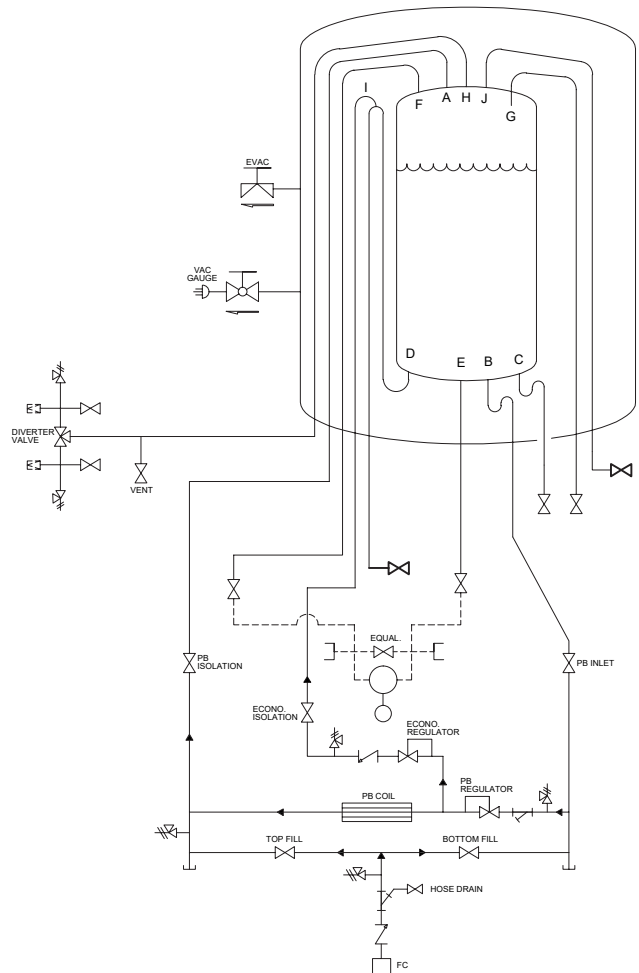 I
F
A
H
J
G
EVAC
VAC
GAUGE
D
E
B
C
DIVERTER
VALVE
VENT
EQUAL.
PB
ISOLATION
PB INLET
ECONO.
ISOLATION
ECONO.
REGULATOR
PB
REGULATOR
PB COIL
TOP FILL
BOTTOM FILL
HOSE DRAIN
FC